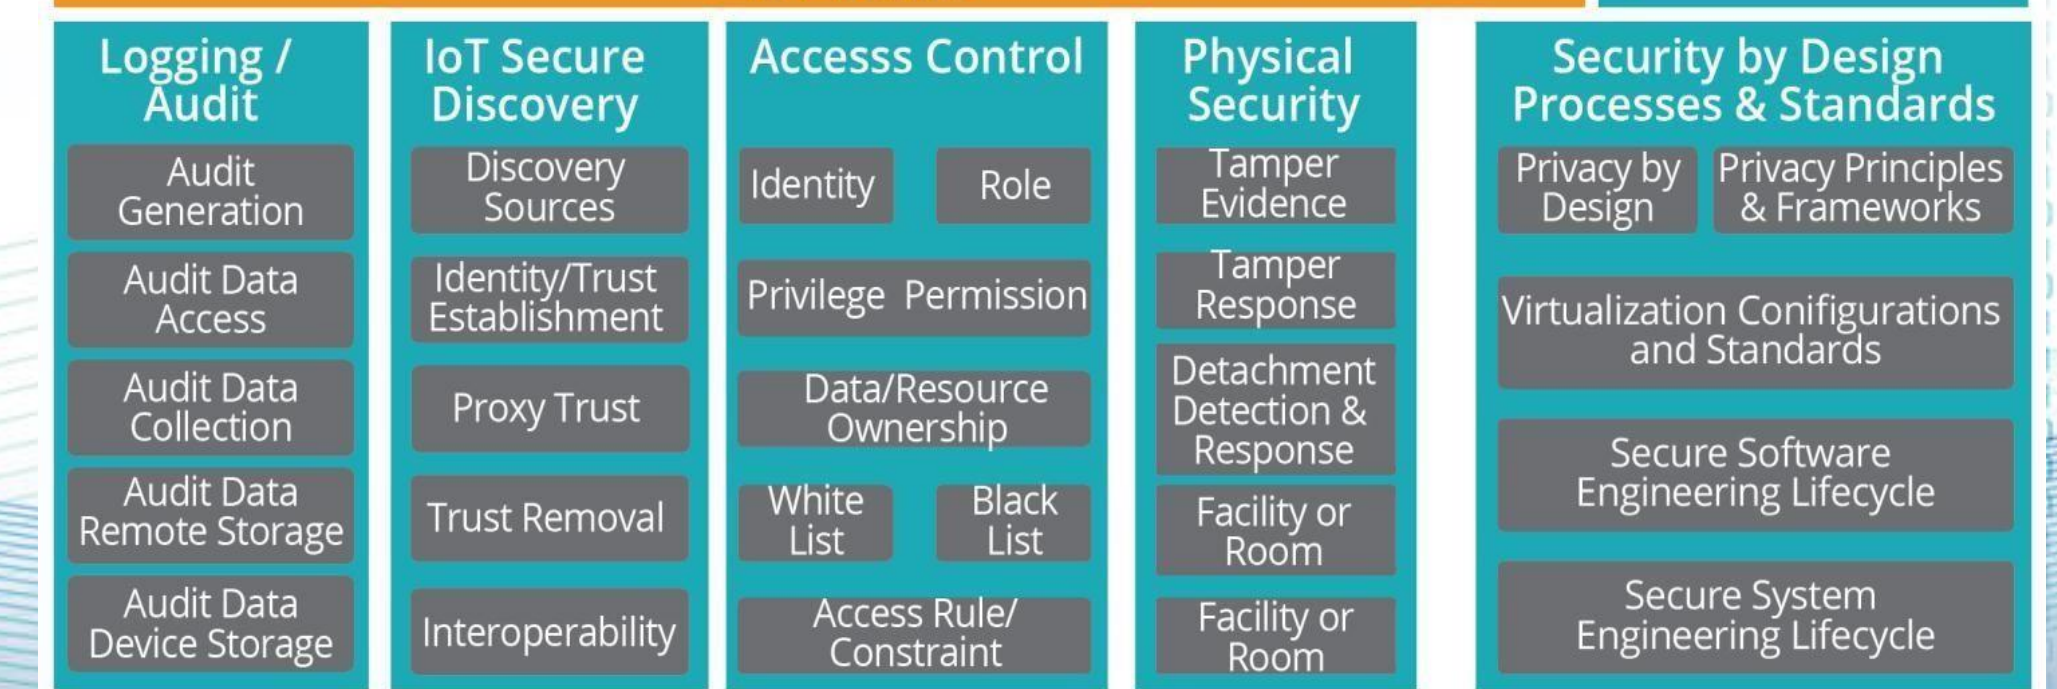 Logging /
Audit
Audit
Generation
Audit Data
Access
Audit Data
Collection
Audit Data
Remote Storage
Audit Data
Device Storage
IoT Secure
Discovery
Discovery
Sources
Identity/Trust
Establishment
Proxy Trust
Trust Removal
Interoperability
Accesss Control
Identity
Role
Privilege Permission
Data/Resource
Ownership
White
List
Black
List
Access Rule/
Constraint
Physical
Security
Tamper
Evidence
Tamper
Response
Detachment
Detection &
Response
Facility or
Room
Facility or
Room
Security by Design
Processes & Standards
Privacy by
Design
Privacy Principles
& Frameworks
Virtualization Conifigurations
and Standards
Secure Software
Engineering Lifecycle
Secure System
Engineering Lifecycle